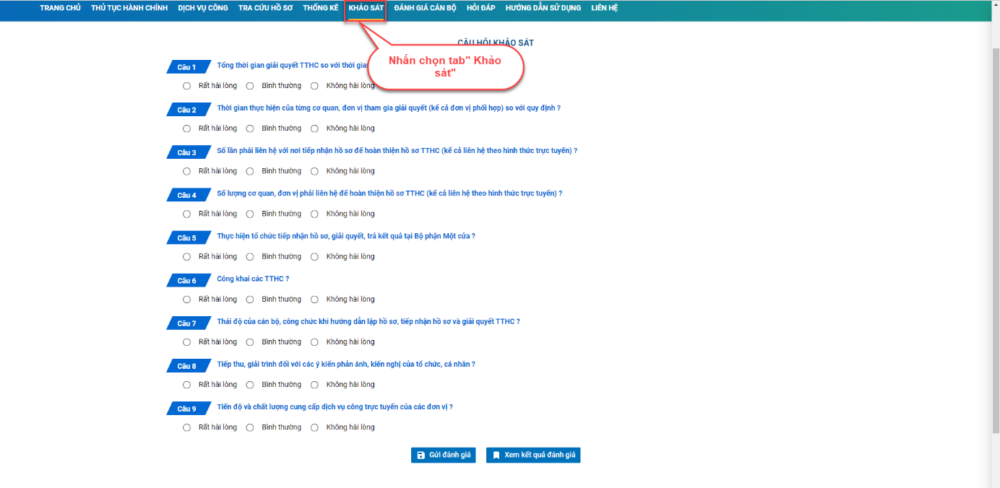 TRANG CHỦ THỦ TỤC HÀNH CHÍNH DỊCH VỤ CÔNG TRA CỨU HỒ SƠ THỐNG KÊ KHẢO SÁT ĐÁNH GIÁ CÁN BỘ HỎI ĐÁP HƯỚNG DẪN SỬ DỤNG LIÊN HỆ
CÂU HỎI KHẢO SÁT
Nhấn chọn tab" Khảo
sát"
Câu 1 Tổng thời gian giải quyết TTHC so với thời gian
Rất hài lòng Bình thường Không hài lòng
Câu 2 Thời gian thực hiện của từng cơ quan, đơn vị tham gia giải quyết (kể cả đơn vị phối hợp) so với quy định ?
Rất hài lòng Bình thường Không hài lòng
Câu 3 Số lần phải liên hệ với nơi tiếp nhận hồ sơ để hoàn thiện hồ sơ TTHC (kể cả liên hệ theo hình thức trực tuyến) ?
Rất hài lòng Bình thường Không hài lòng
Câu 4 Số lượng cơ quan, đơn vị phải liên hệ để hoàn thiện hồ sơ TTHC (kể cả liên hệ theo hình thức trực tuyến) ?
Rất hài lòng Bình thường Không hài lòng
Câu 5 Thực hiện tổ chức tiếp nhận hồ sơ, giải quyết, trả kết quả tại Bộ phận Một cửa ?
Rất hài lòng Bình thường Không hài lòng
Câu 6 Công khai các TTHC ?
Rất hài lòng Bình thường Không hài lòng
Câu 7 Thái độ của cán bộ, công chức khi hướng dẫn lập hồ sơ, tiếp nhận hồ sơ và giải quyết TTHC ?
Rất hài lòng Bình thường Không hài lòng
Câu 8 Tiếp thu, giải trình đối với các ý kiến phản ánh, kiến nghị của tổ chức, cá nhân ?
Rất hài lòng Bình thường Không hài lòng
Câu 9 Tiến độ và chất lượng cung cấp dịch vụ công trực tuyến của các đơn vị ?
Rất hài lòng Bình thường Không hài lòng
Gửi đánh giá Xem kết quả đánh giá